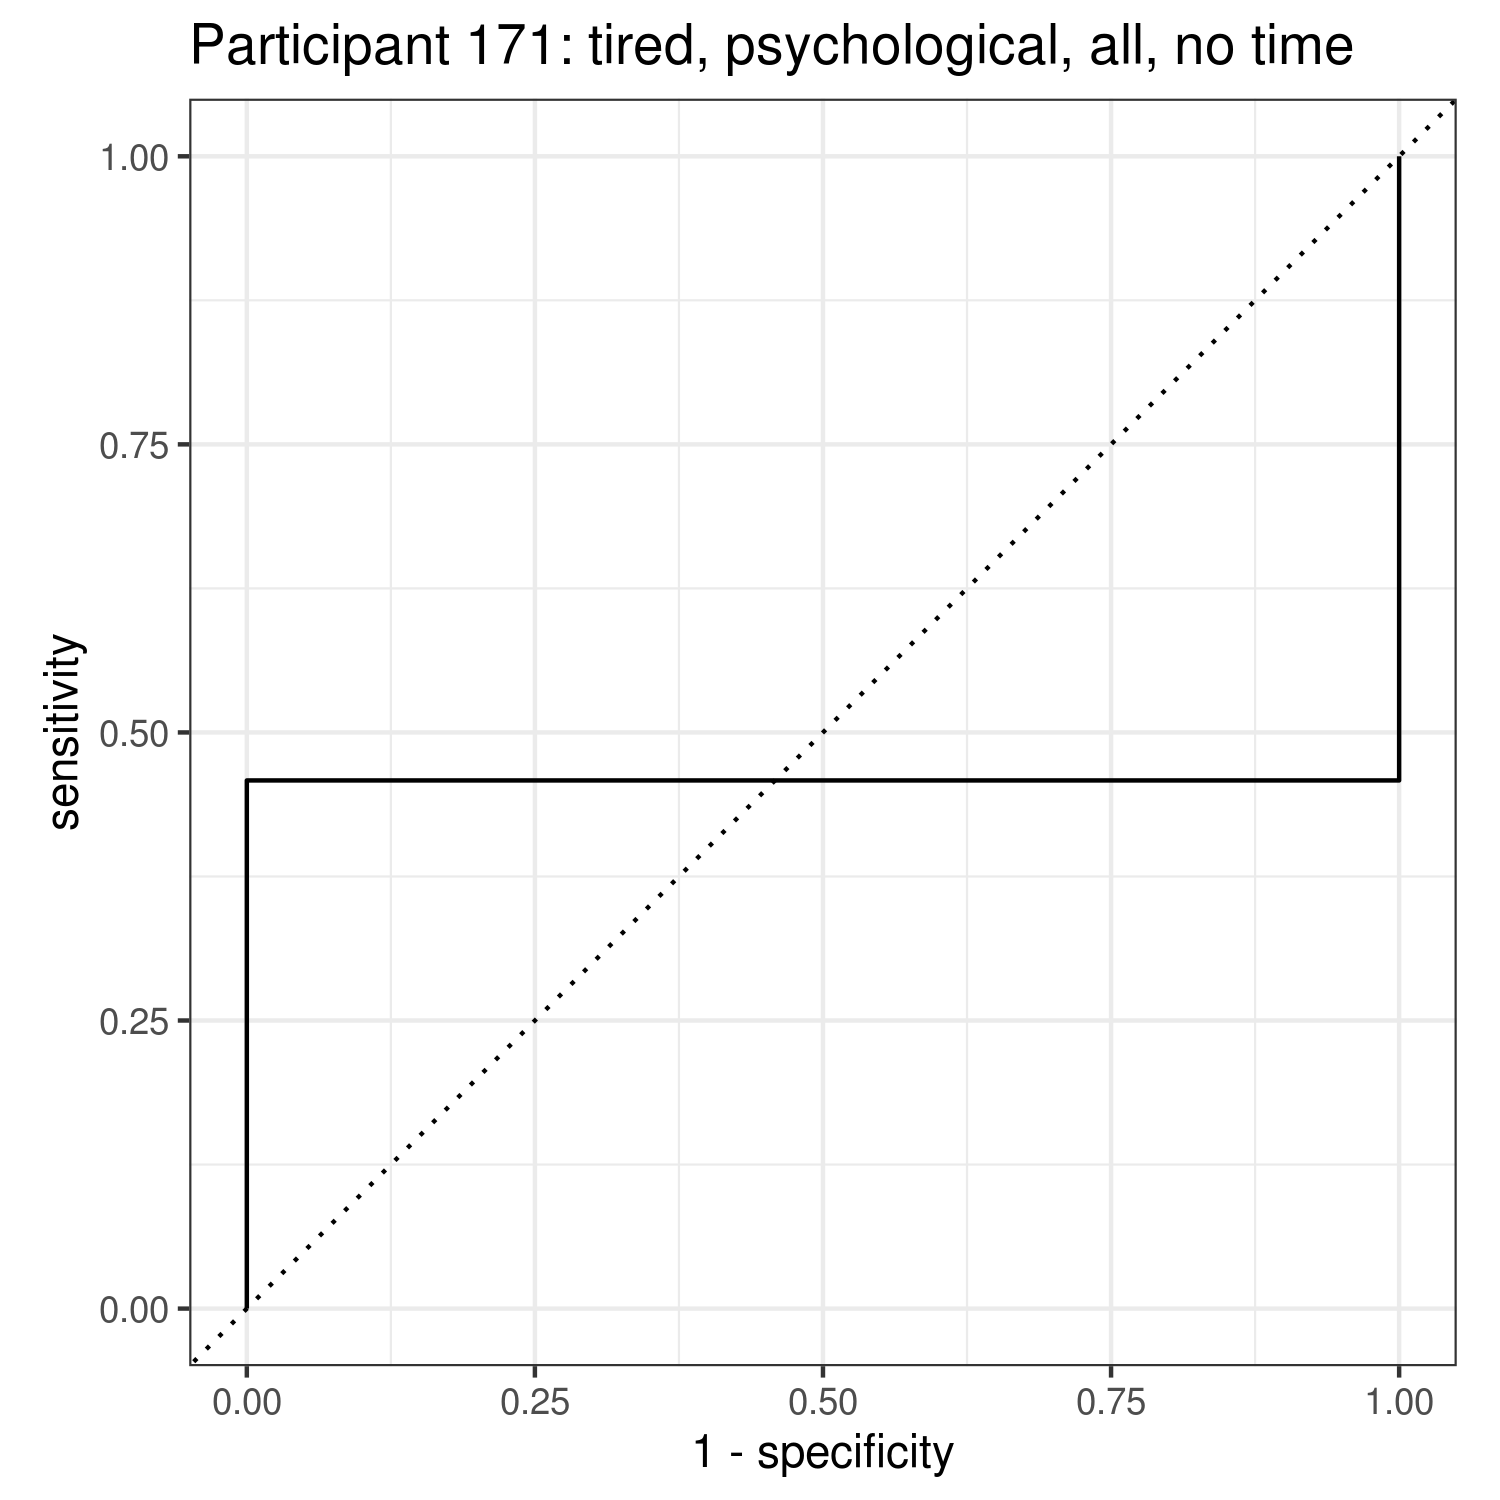 Participant 171: tired, psychological, all, no time
1.00
0.75
0.50
0.25
0.00
sensitivity
0.00 0.25 0.50 0.75 1.00
1 - specificity